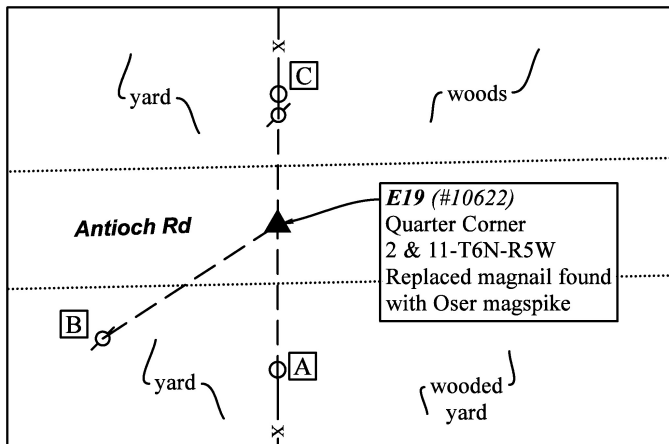 x
C
yard
woods
E19 (#10622)
Quarter Corner
2 & 11-T6N-R5W
Replaced magnail found
with Oser magspike
Antioch Rd
B
A
yard
wooded
yard
x